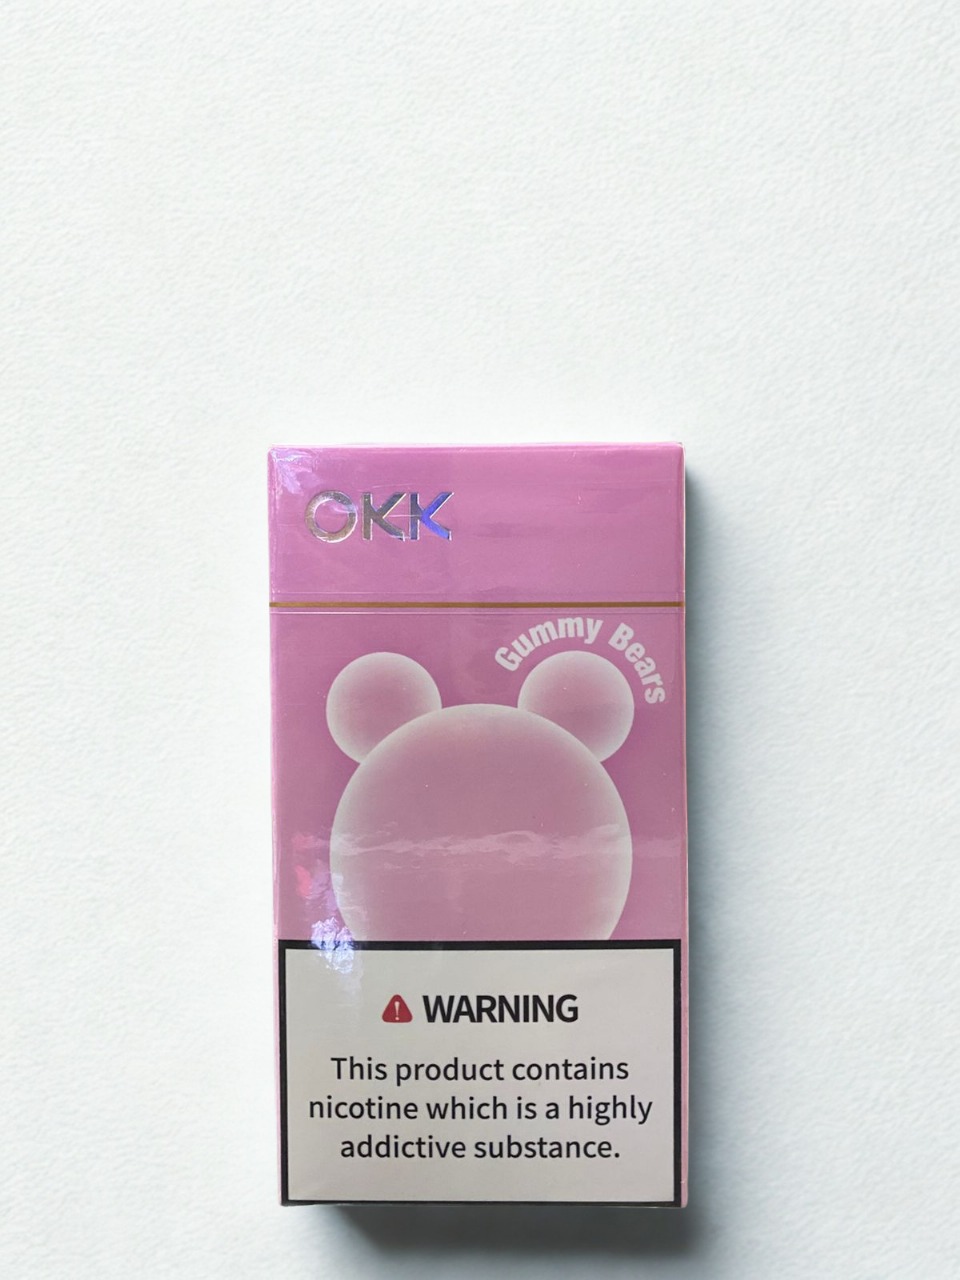 OKK
Gummy Bears
WARNING
This product contains
nicotine which is a highly
addictive substance.